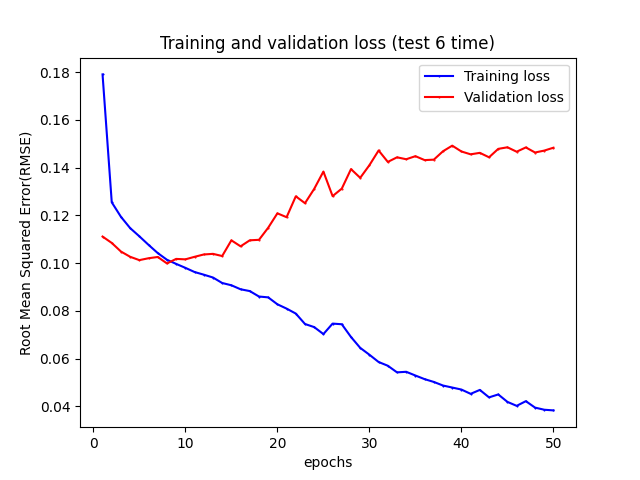 Training and validation loss (test 6 time)
Training loss
Validation loss
Root Mean Squared Error(RMSE)
0.18
0.16
0.14
0.12
0.10
0.08
0.06
0.04
0
10
20
30
40
50
epochs